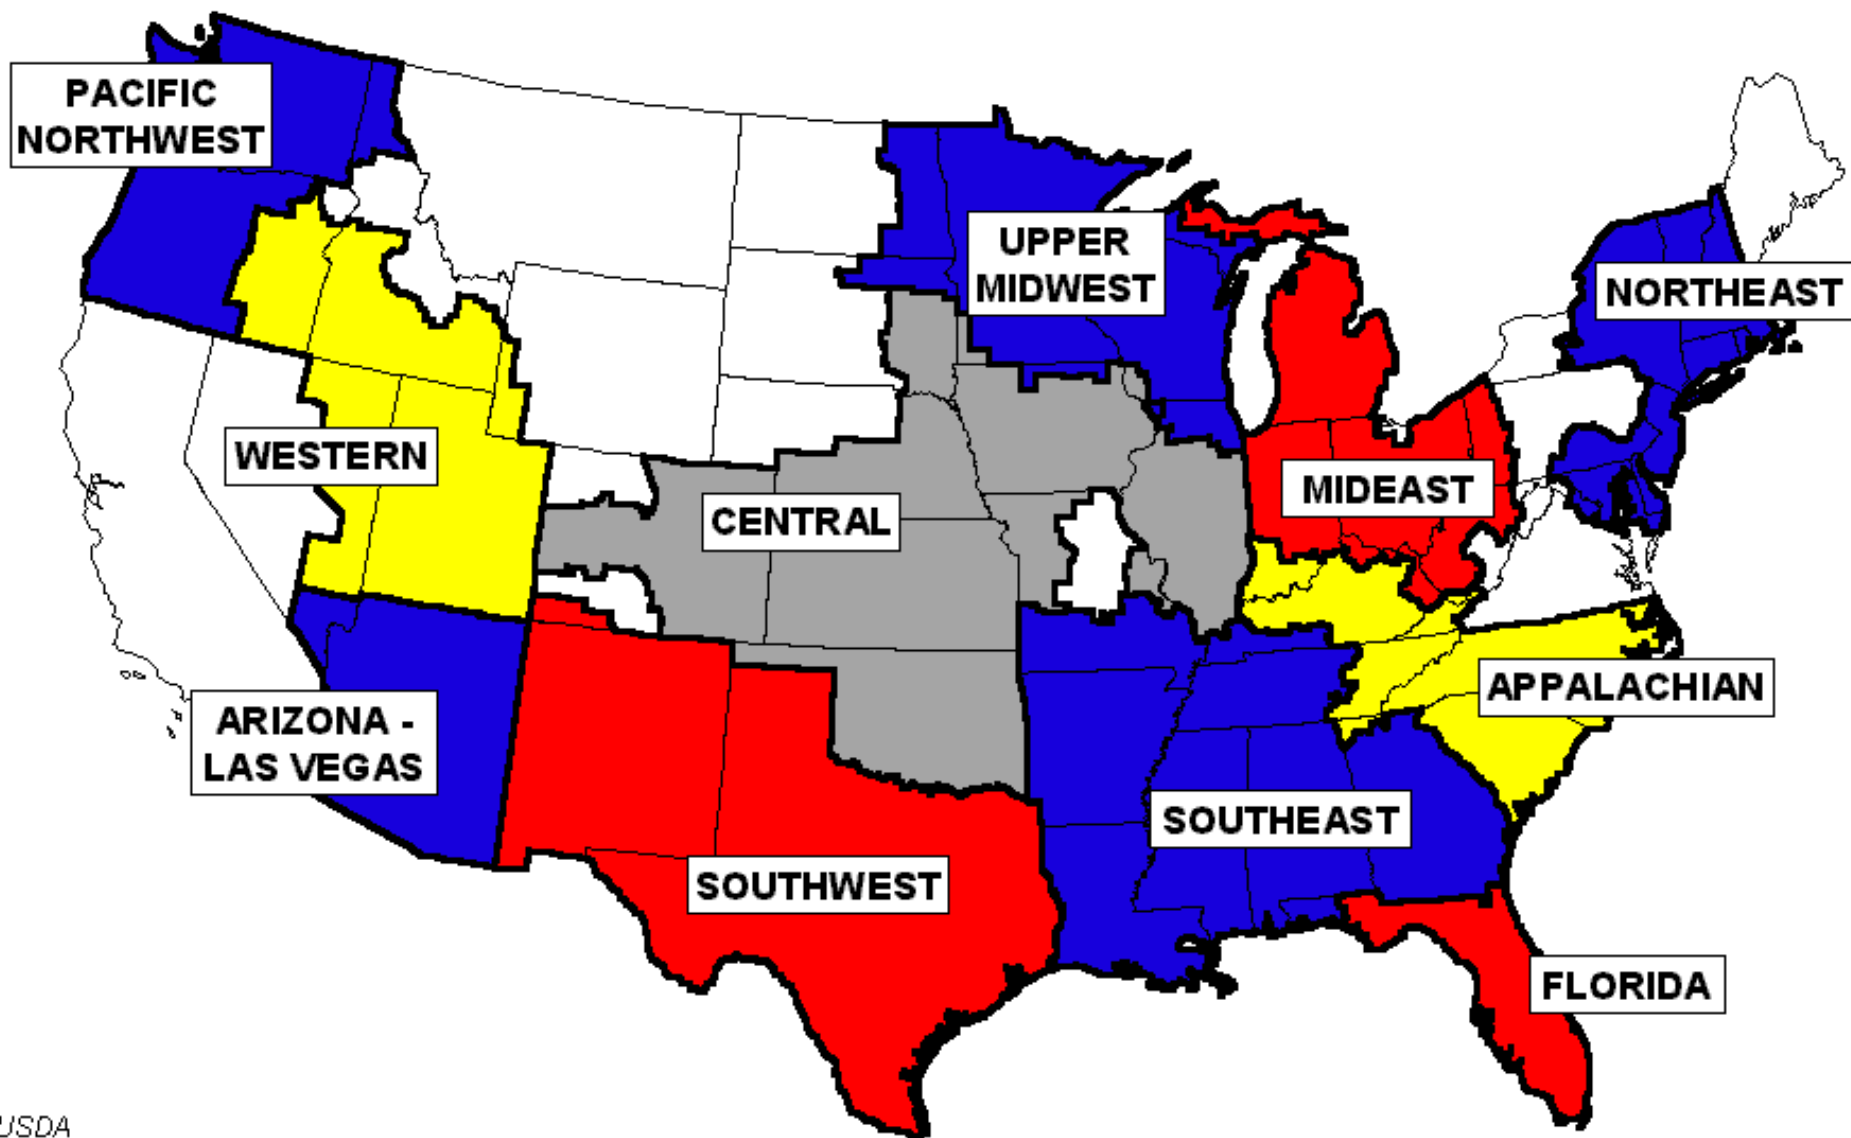 PACIFIC
NORTHWEST
UPPER
MIDWEST
NORTHEAST
WESTERN
MIDEAST
CENTRAL
APPALACHIAN
ARIZONA -
LAS VEGAS
SOUTHEAST
SOUTHWEST
FLORIDA
USDA